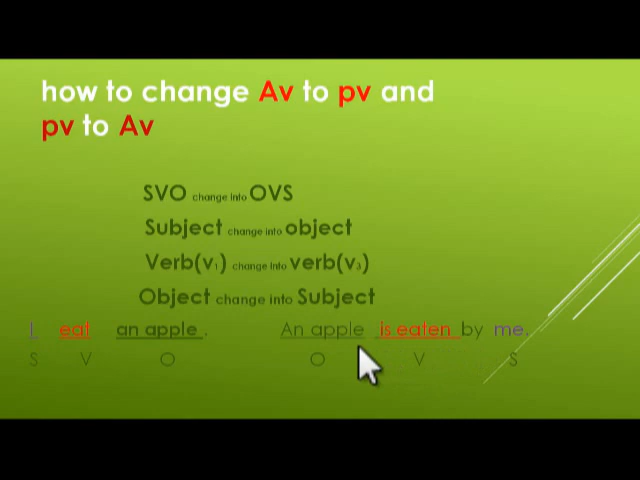 how to change Av to pv and
pv to Av
SVO change into OVS
Subject change into object
Verb(v1) change into verb(v3)
Object change into Subject
I eat an apple . An apple is eaten by me.
S V O O V S